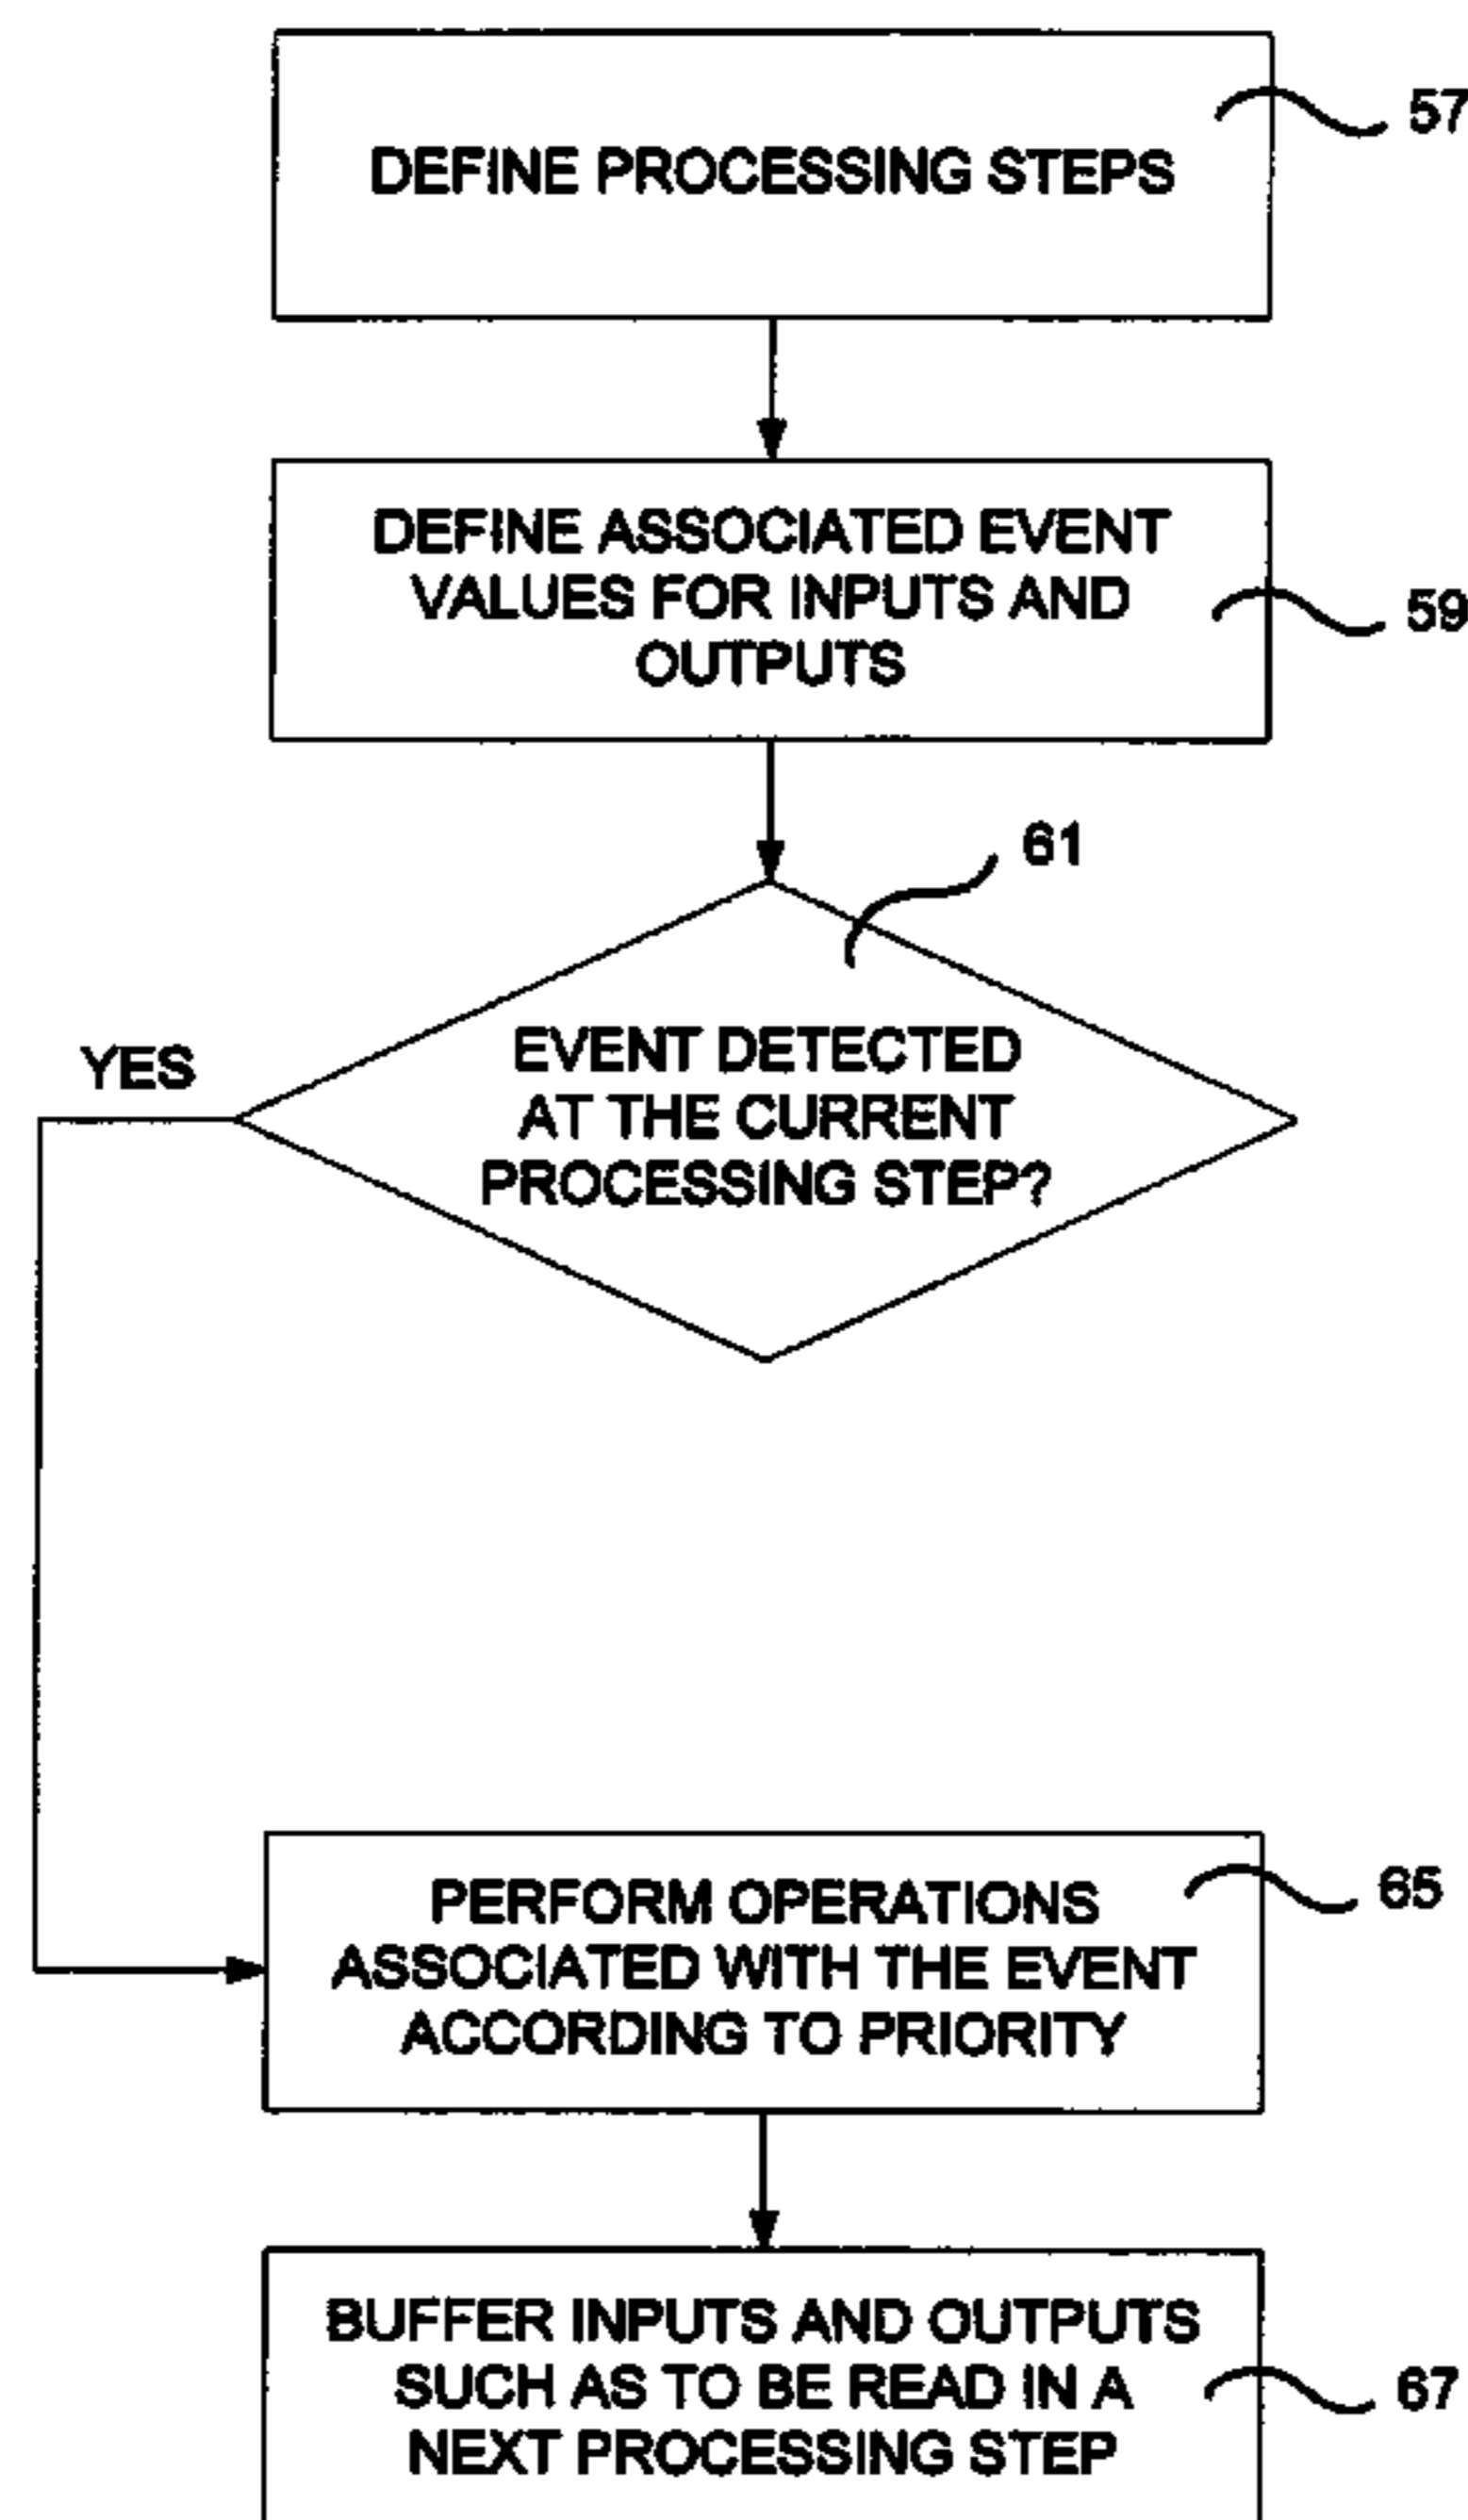 57
DEFINE PROCESSING STEPS
DEFINE ASSOCIATED EVENT
VALUES FOR INPUTS AND
OUTPUTS
59
61
YES
EVENT DETECTED
AT THE CURRENT
PROCESSING STEP?
PERFORM OPERATIONS
ASSOCIATED WITH THE EVENT
ACCORDING TO PRIORITY
65
BUFFER INPUTS AND OUTPUTS
SUCH AS TO BE READ IN A
NEXT PROCESSING STEP
67